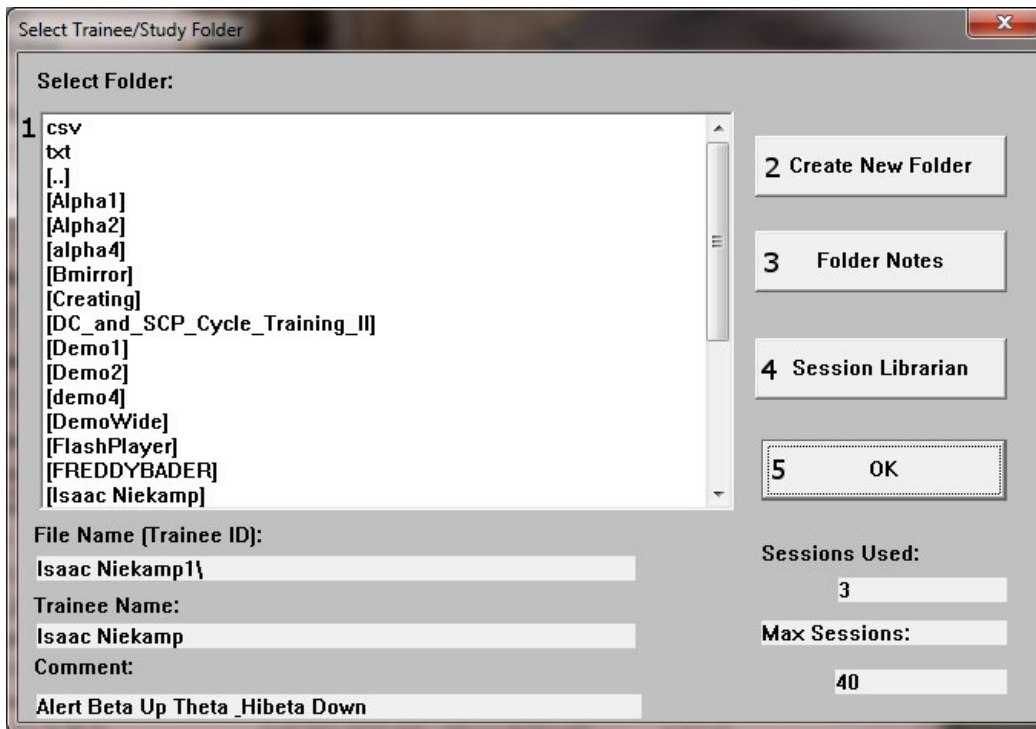 Select Trainee/Study Folder
x
Select Folder:
1
csv
txt
[..]
[Alpha1]
[Alpha2]
[alpha4]
[Bmirror]
[Creating]
[DC_and_SCP_Cycle_Training_II]
[Demo1]
[Demo2]
[demo4]
[DemoWide]
[FlashPlayer]
[FREDDYBADER]
[Isaac Niekamp]
2 Create New Folder
3 Folder Notes
4 Session Librarian
5 OK
File Name (Trainee ID):
Isaac Niekamp1\
Trainee Name:
Isaac Niekamp
Comment:
Alert Beta Up Theta _Hibeta Down
Sessions Used:
3
Max Sessions:
40